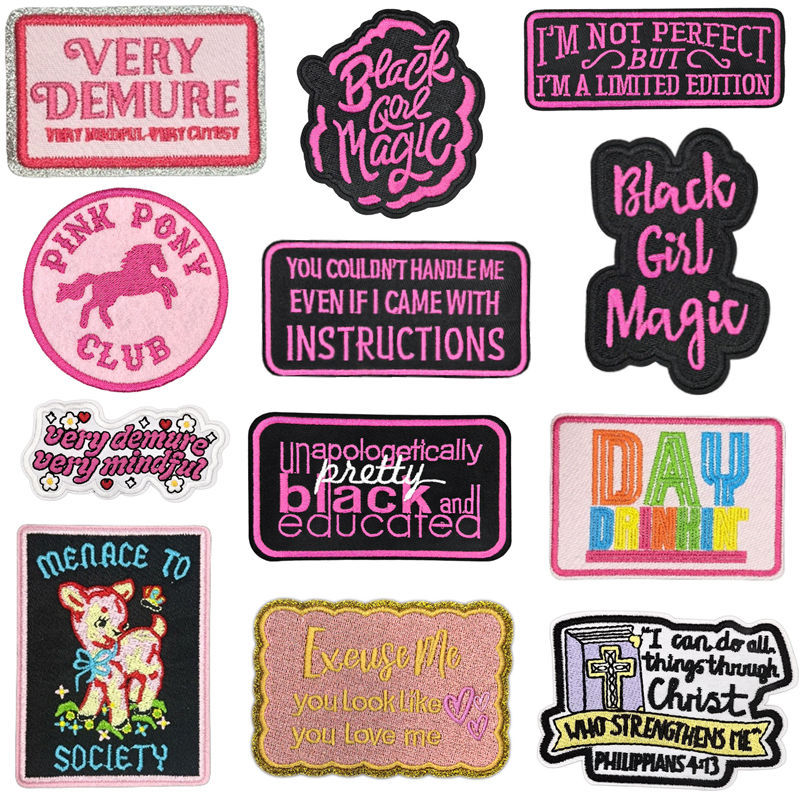 VERY
DEMURE
VERY MINDFUL·VERY CUTESY
Black
Girl
Magic
I'M NOT PERFECT
BUT
I'M A LIMITED EDITION
PINK PONY
CLUB
YOU COULDN'T HANDLE ME
EVEN IF I CAME WITH
INSTRUCTIONS
Black
Girl
Magic
very demure
very mindful
unapologetically
pretty
black and
educated
DAY
DRINKIN'
MENACE TO
SOCIETY
Excuse Me
you Look Like
you Love me
"I can do all
things through
Christ
WHO STRENGTHENS ME"
PHILIPPIANS 4:13